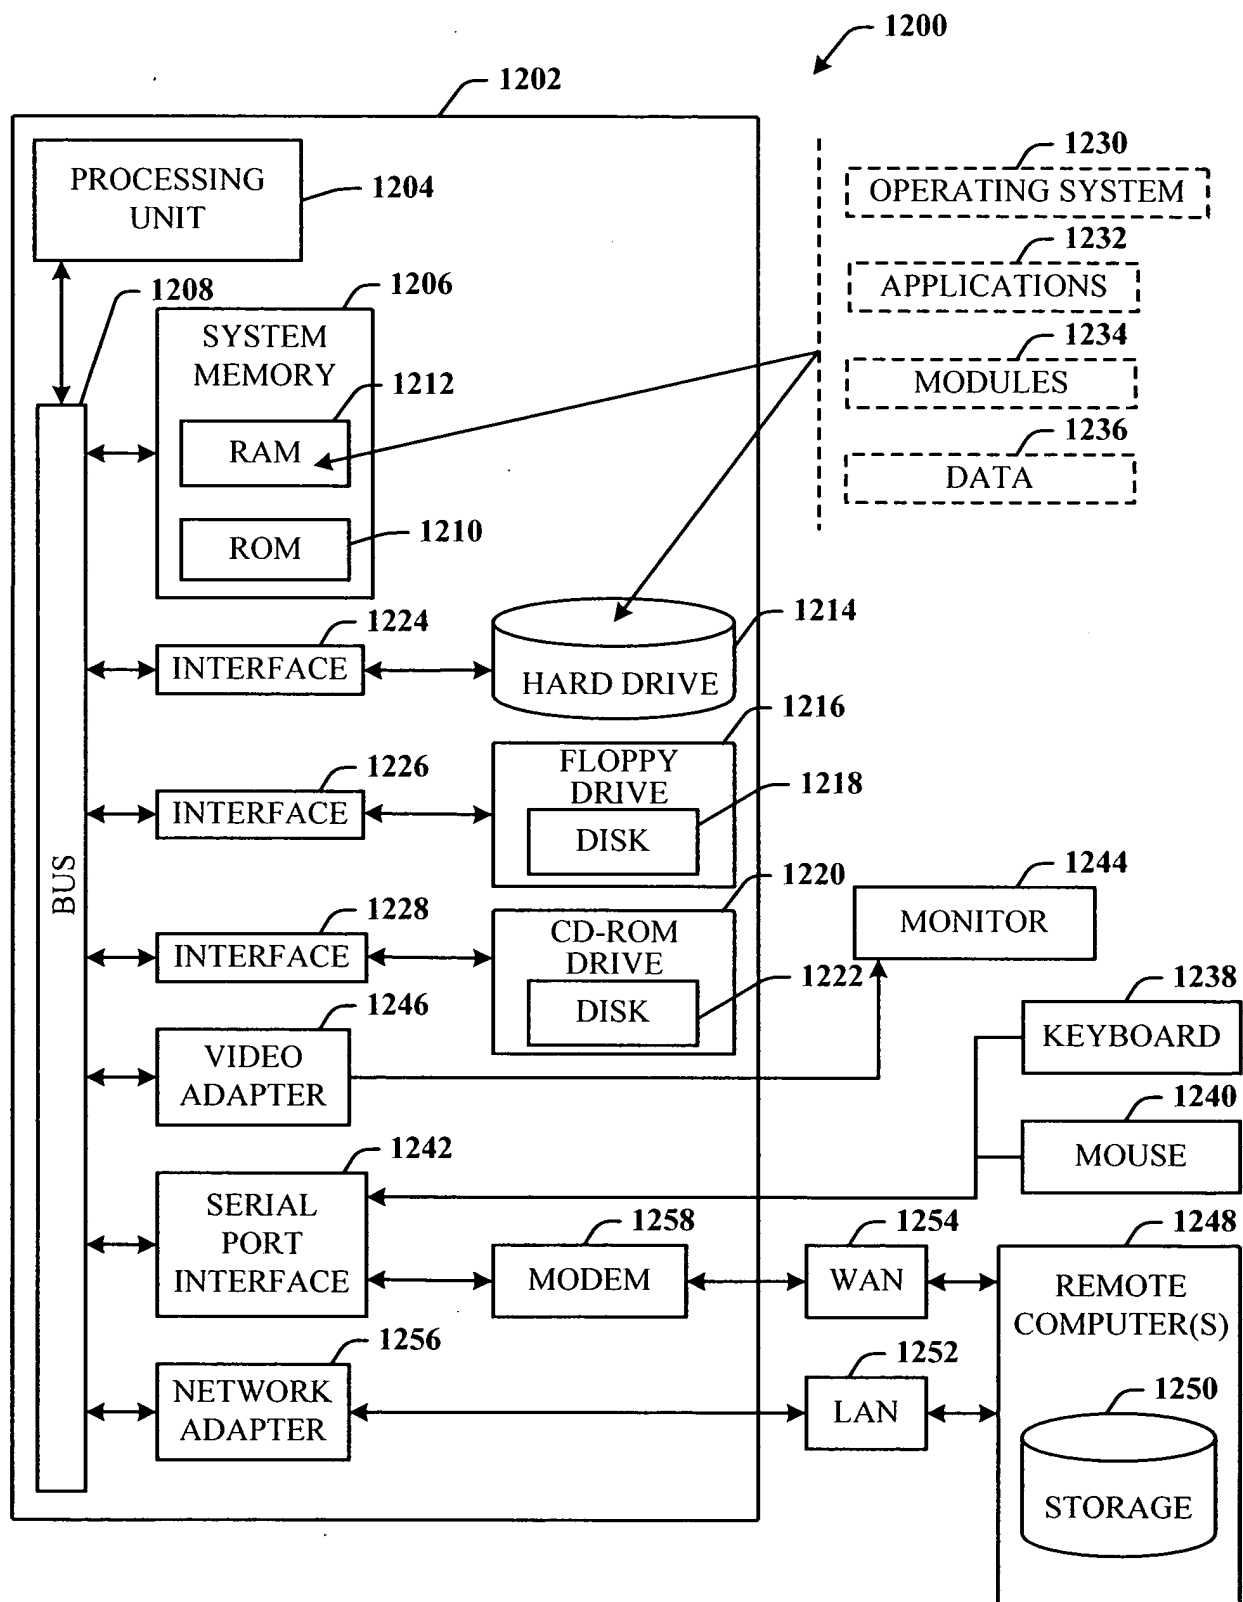 1200
1202
PROCESSING
UNIT
1204
1230
OPERATING SYSTEM
1232
APPLICATIONS
1234
MODULES
1236
DATA
1208
1206
SYSTEM
MEMORY
1212
RAM
1210
ROM
1224
INTERFACE
1214
HARD DRIVE
1216
FLOPPY
DRIVE
1226
INTERFACE
1218
DISK
BUS
1220
CD-ROM
DRIVE
1228
INTERFACE
1222
DISK
1244
MONITOR
1238
KEYBOARD
1246
VIDEO
ADAPTER
1240
MOUSE
1242
SERIAL
PORT
INTERFACE
1258
MODEM
1254
WAN
1248
REMOTE
COMPUTER(S)
1256
NETWORK
ADAPTER
1252
LAN
1250
STORAGE